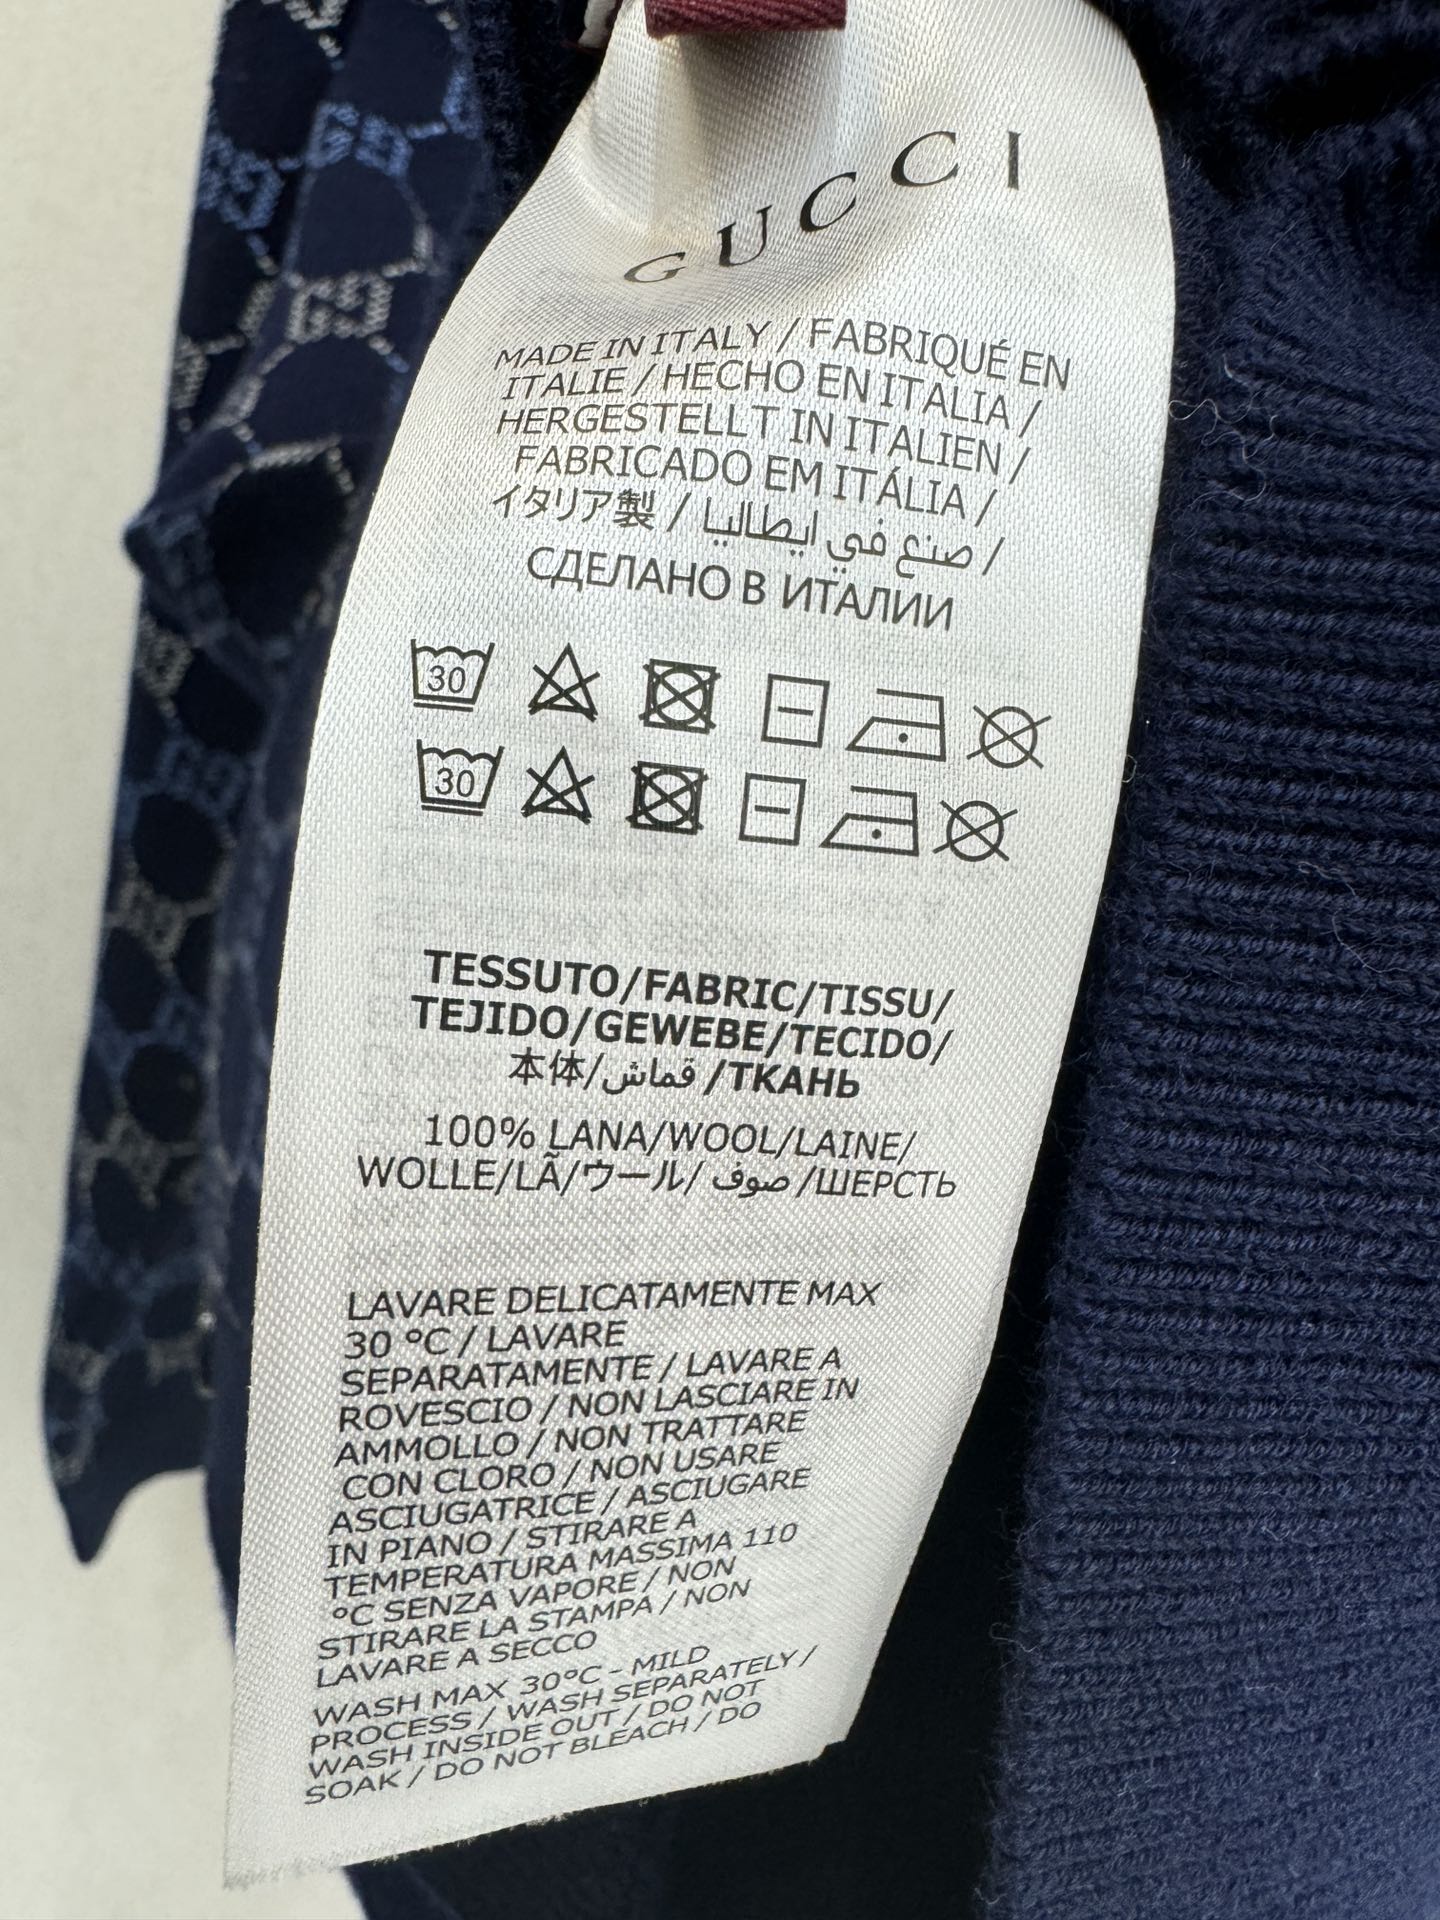 GUCCI
MADE IN ITALY / FABRIQUÉ EN
ITALIE / HECHO EN ITALIA /
HERGESTELLT IN ITALIEN /
FABRICADO EM ITÁLIA /
イタリア製 / صنع في ايطاليا /
СДЕЛАНО В ИТАЛИИ
30
30
TESSUTO/FABRIC/TISSU/
TEJIDO/GEWEBE/TECIDO/
本体/قماش/ТКАНЬ
100% LANA/WOOL/LAINE/
WOLLE/LÃ/ウール/صوف/ШЕРСТЬ
LAVARE DELICATAMENTE MAX
30 °C / LAVARE
SEPARATAMENTE / LAVARE A
ROVESCIO / NON LASCIARE IN
AMMOLLO / NON TRATTARE
CON CLORO / NON USARE
ASCIUGATRICE / ASCIUGARE
IN PIANO / STIRARE A
TEMPERATURA MASSIMA 110
°C SENZA VAPORE / NON
STIRARE LA STAMPA / NON
LAVARE A SECCO
WASH MAX 30°C - MILD
PROCESS / WASH SEPARATELY /
WASH INSIDE OUT / DO NOT
SOAK / DO NOT BLEACH / DO